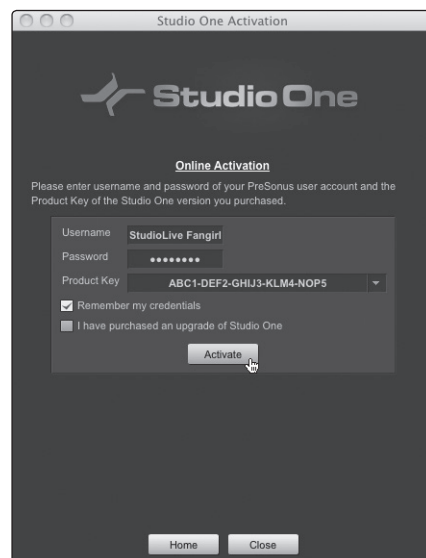 Studio One Activation
Studio One
Online Activation
Please enter username and password of your PreSonus user account and the
Product Key of the Studio One version you purchased.
Username StudioLive Fangirl
Password ••••••••
Product Key ABC1-DEF2-GHIJ3-KLM4-NOP5
Remember my credentials
I have purchased an upgrade of Studio One
Activate
Home Close